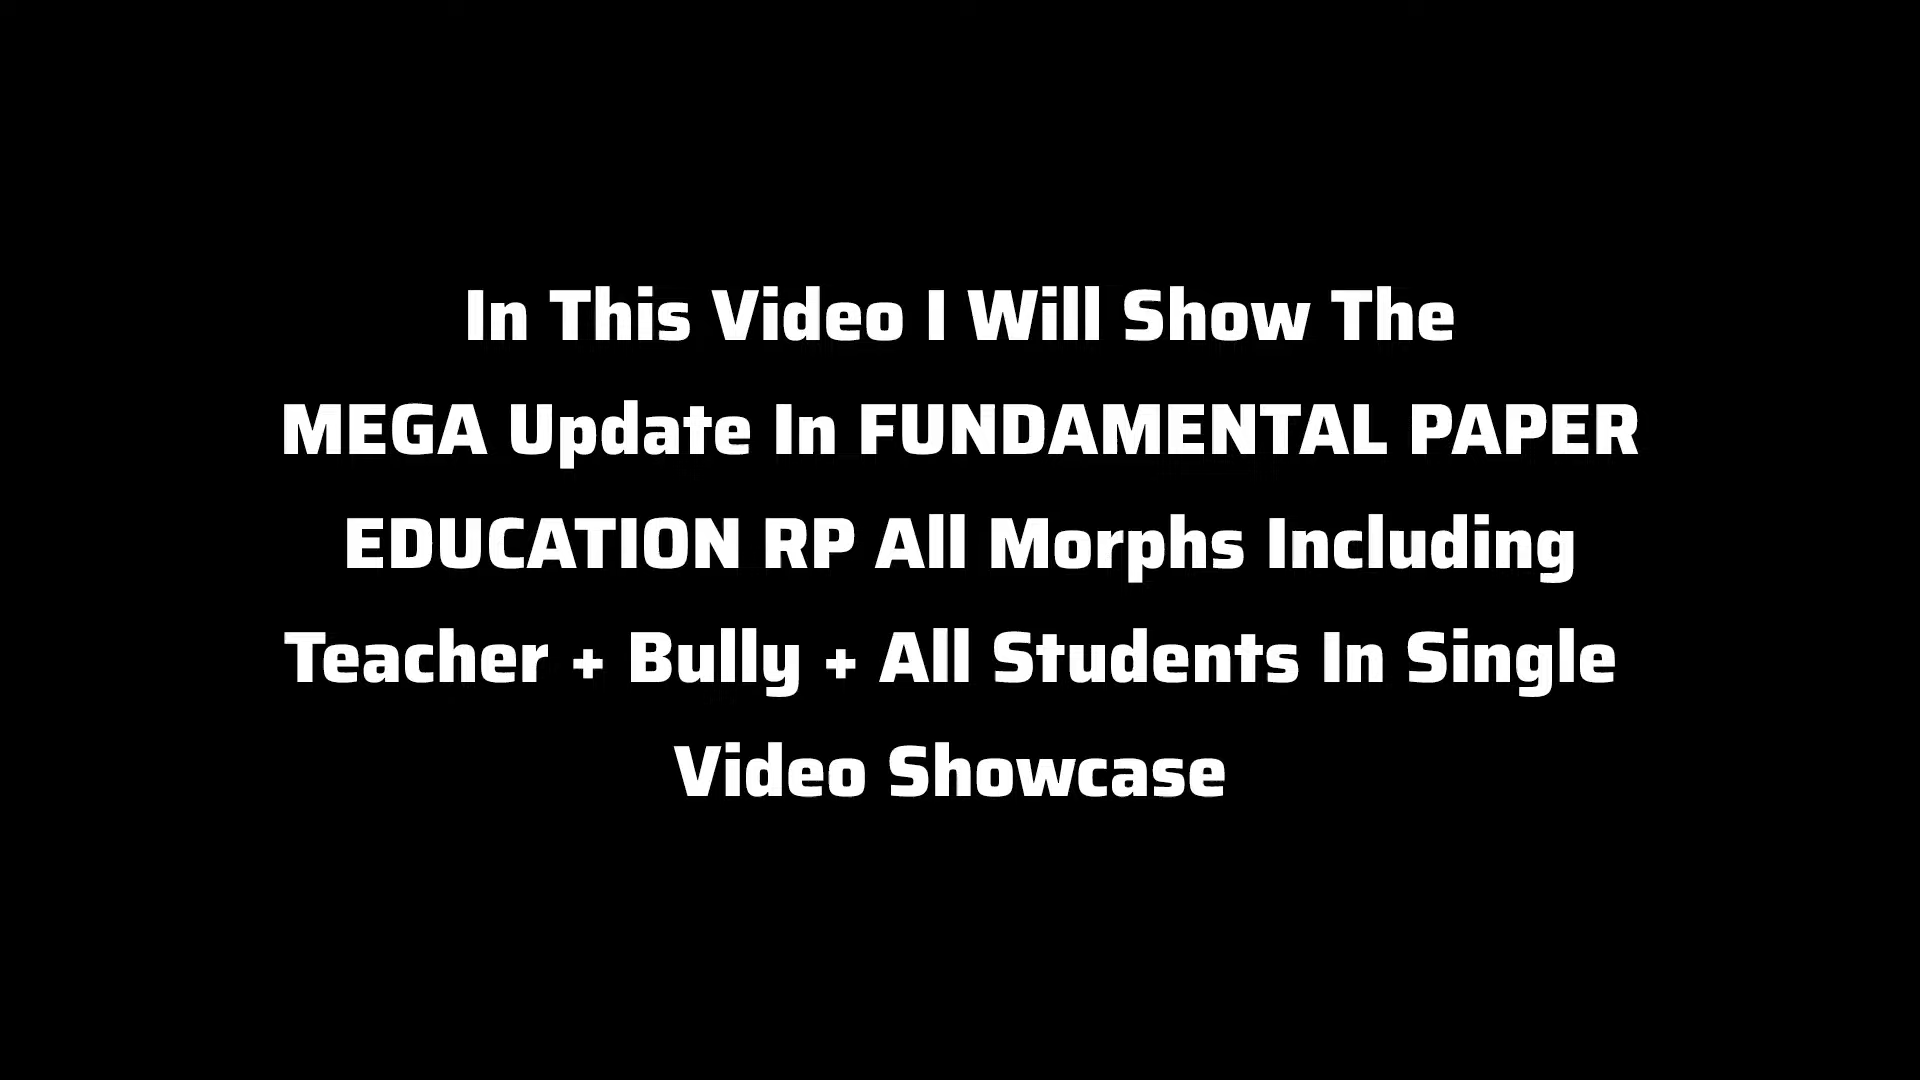 In This Video I Will Show The
MEGA Update In FUNDAMENTAL PAPER
EDUCATION RP All Morphs Including
Teacher + Bully + All Students In Single
Video Showcase